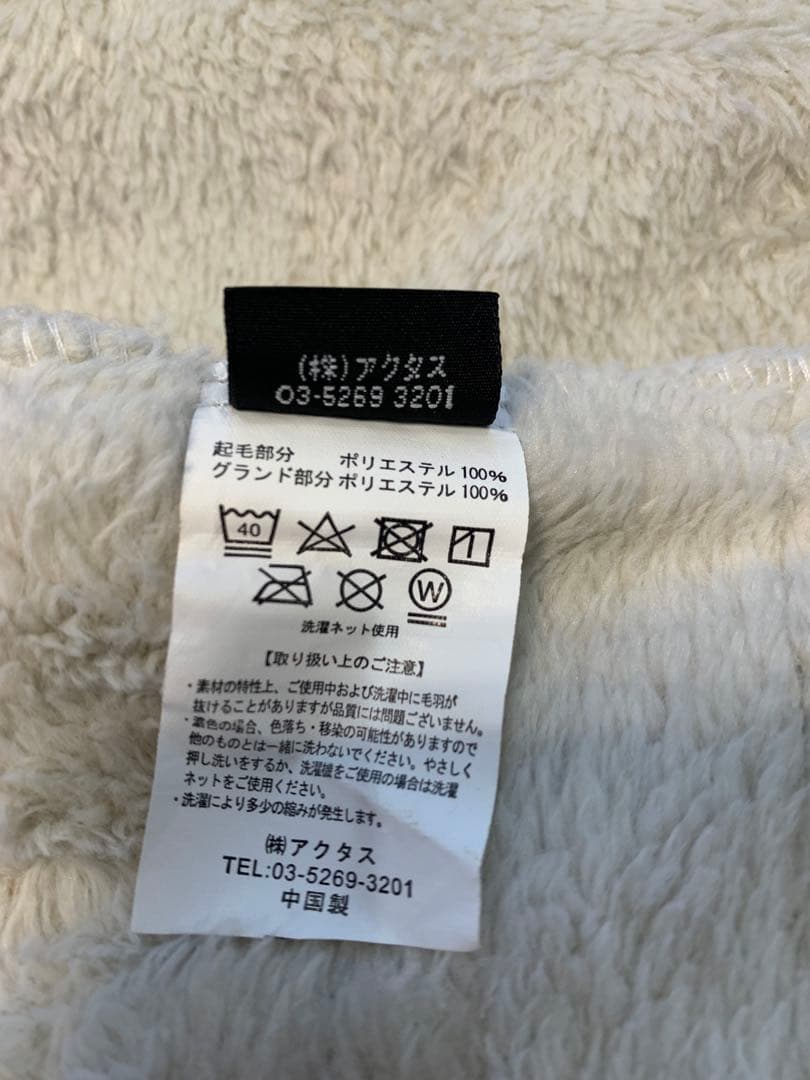 (株)アクタス
03-5269 3201
起毛部分 ポリエステル 100%
グランド部分 ポリエステル 100%
40
W
洗濯ネット使用
【取り扱い上のご注意】
・素材の特性上、ご使用中および洗濯中に毛羽が
抜けることがありますが品質には問題ございません。
・濃色の場合、色落ち・移染の可能性がありますので
他のものとは一緒に洗わないでください。やさしく
押し洗いをするか、洗濯機をご使用の場合は洗濯
ネットをご使用ください。
・洗濯により多少の縮みが発生します。
㈱アクタス
TEL:03-5269-3201
中国製